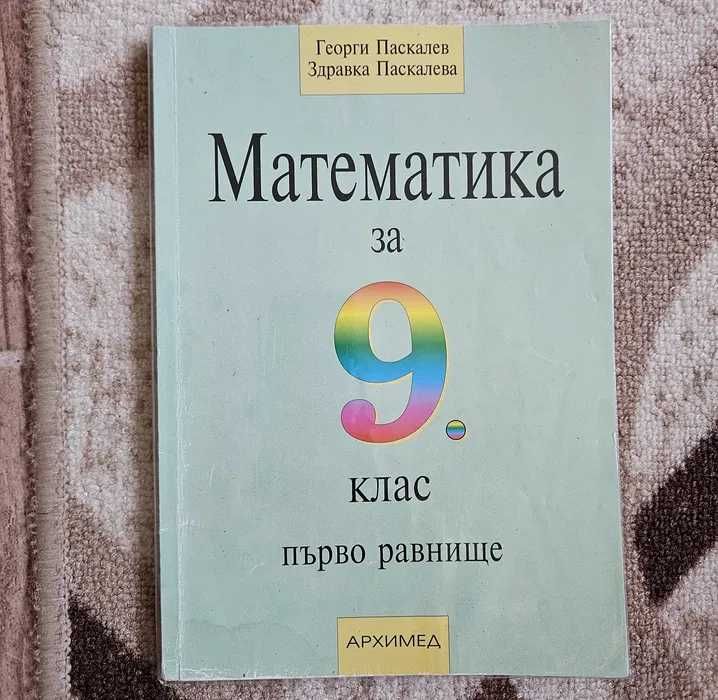 Георги Паскалев
Здравка Паскалева
Математика
за
9.
клас
първо равнище
АРХИМЕД